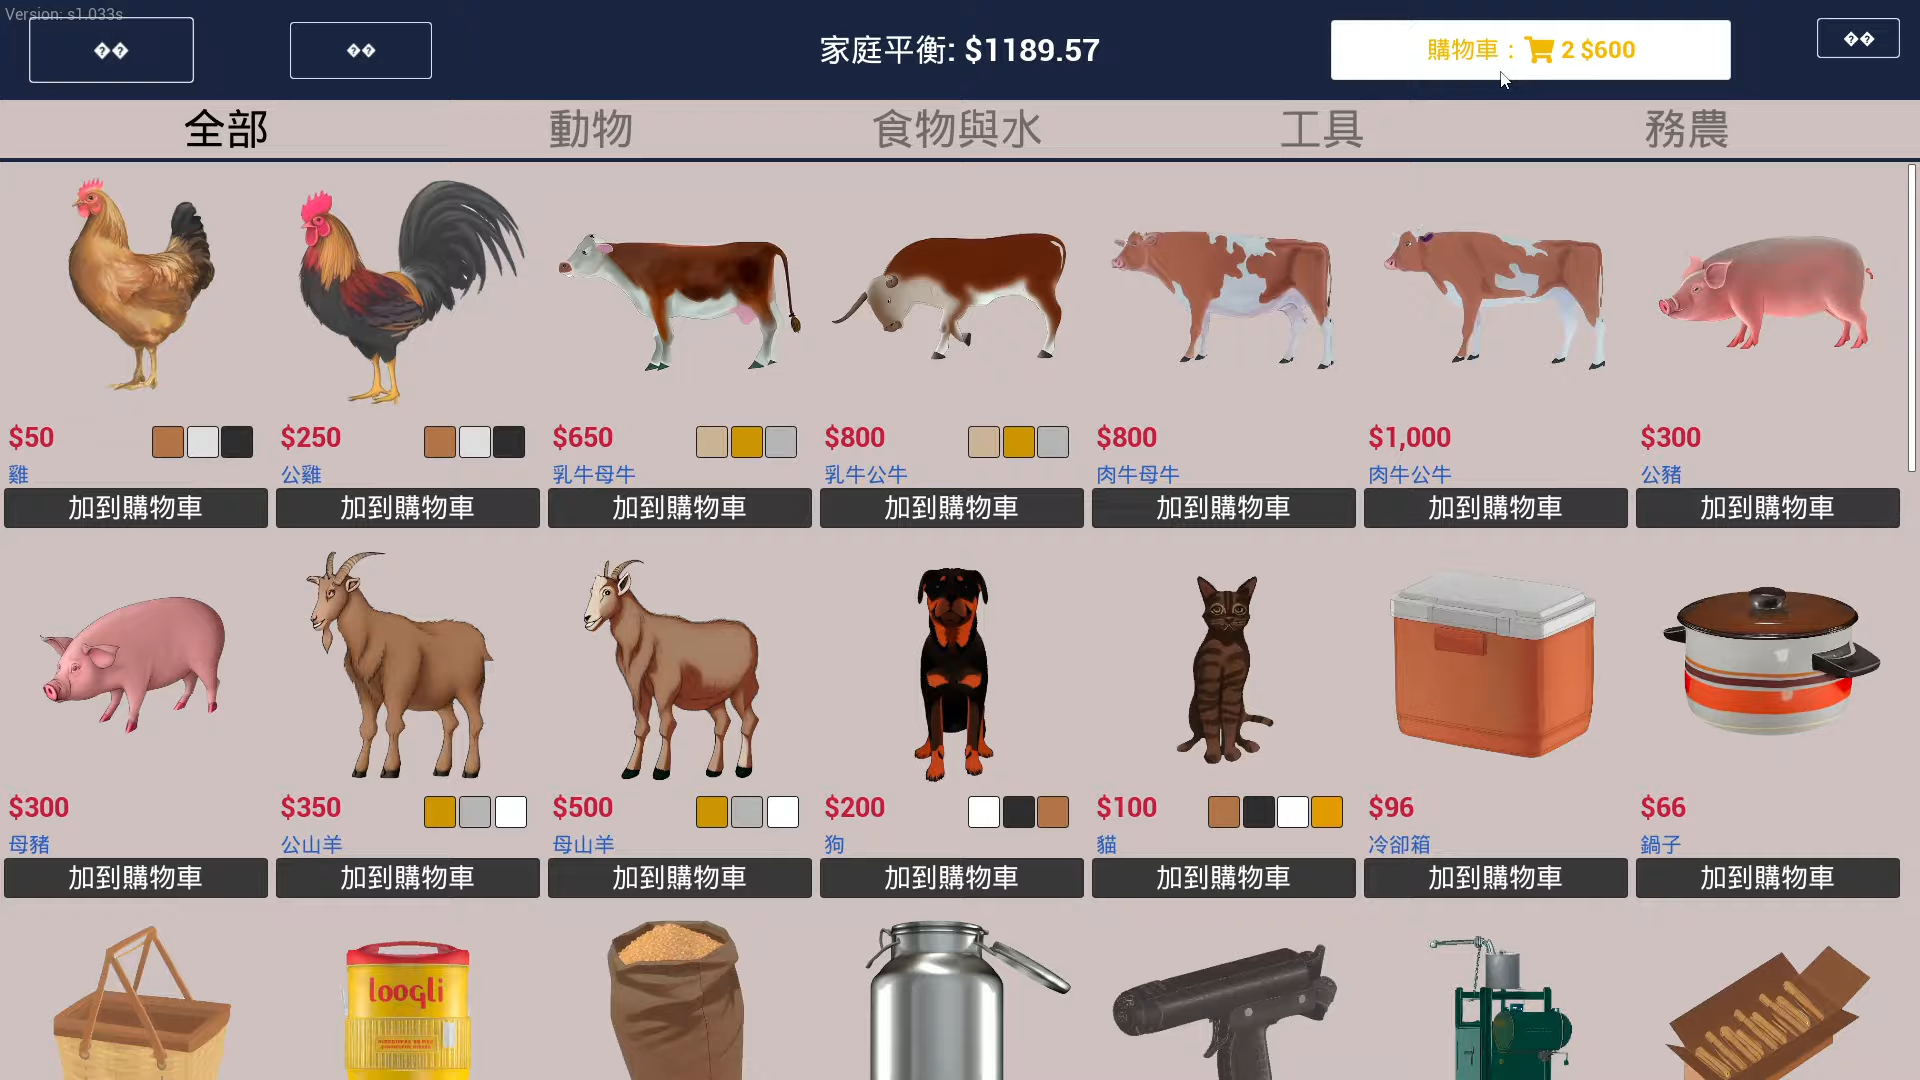 Version: s1.033s
家庭平衡: $1189.57
購物車： 2 $600
全部 動物 食物與水 工具 務農
$50 $250 $650 $800 $800 $1,000 $300
雞 公雞 乳牛母牛 乳牛公牛 肉牛母牛 肉牛公牛 公豬
加到購物車 加到購物車 加到購物車 加到購物車 加到購物車 加到購物車 加到購物車
$300 $350 $500 $200 $100 $96 $66
母豬 公山羊 母山羊 狗 貓 冷卻箱 鍋子
加到購物車 加到購物車 加到購物車 加到購物車 加到購物車 加到購物車 加到購物車
loogli